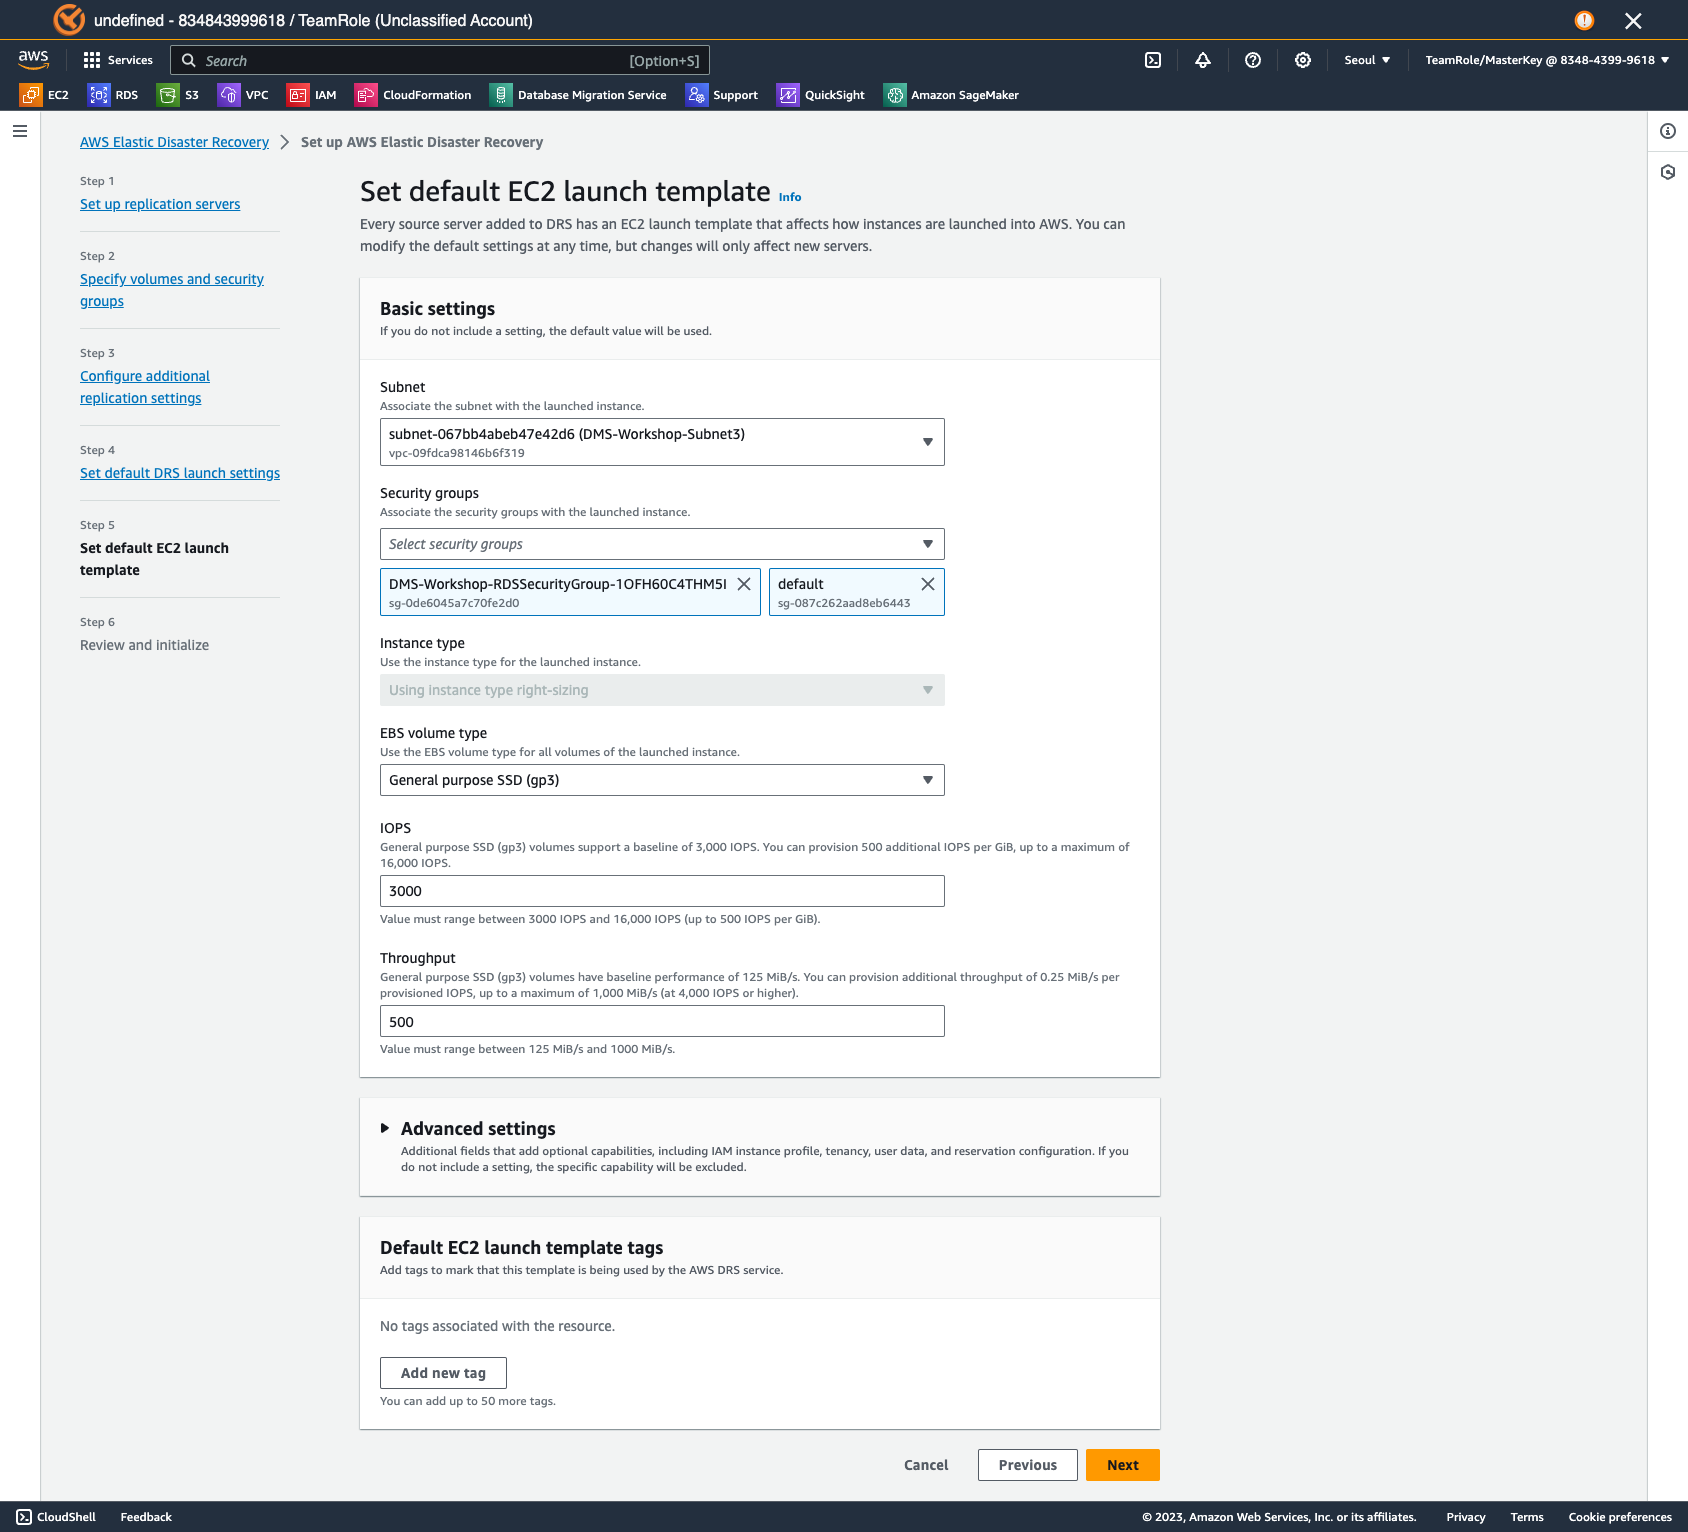 undefined - 834843999618 / TeamRole (Unclassified Account)
aws
Services
Search
[Option+S]
Seoul
TeamRole/MasterKey @ 8348-4399-9618
EC2
RDS
S3
VPC
IAM
CloudFormation
Database Migration Service
Support
QuickSight
Amazon SageMaker
AWS Elastic Disaster Recovery
Set up AWS Elastic Disaster Recovery
Step 1
Set up replication servers
Step 2
Specify volumes and security
groups
Step 3
Configure additional
replication settings
Step 4
Set default DRS launch settings
Step 5
Set default EC2 launch
template
Step 6
Review and initialize
Set default EC2 launch template Info
Every source server added to DRS has an EC2 launch template that affects how instances are launched into AWS. You can
modify the default settings at any time, but changes will only affect new servers.
Basic settings
If you do not include a setting, the default value will be used.
Subnet
Associate the subnet with the launched instance.
subnet-067bb4abeb47e42d6 (DMS-Workshop-Subnet3)
vpc-09fdca98146b6f319
Security groups
Associate the security groups with the launched instance.
Select security groups
DMS-Workshop-RDSSecurityGroup-1OFH60C4THM5I
sg-0de6045a7c70fe2d0
default
sg-087c262aad8eb6443
Instance type
Use the instance type for the launched instance.
Using instance type right-sizing
EBS volume type
Use the EBS volume type for all volumes of the launched instance.
General purpose SSD (gp3)
IOPS
General purpose SSD (gp3) volumes support a baseline of 3,000 IOPS. You can provision 500 additional IOPS per GiB, up to a maximum of
16,000 IOPS.
3000
Value must range between 3000 IOPS and 16,000 IOPS (up to 500 IOPS per GiB).
Throughput
General purpose SSD (gp3) volumes have baseline performance of 125 MiB/s. You can provision additional throughput of 0.25 MiB/s per
provisioned IOPS, up to a maximum of 1,000 MiB/s (at 4,000 IOPS or higher).
500
Value must range between 125 MiB/s and 1000 MiB/s.
Advanced settings
Additional fields that add optional capabilities, including IAM instance profile, tenancy, user data, and reservation configuration. If you
do not include a setting, the specific capability will be excluded.
Default EC2 launch template tags
Add tags to mark that this template is being used by the AWS DRS service.
No tags associated with the resource.
Add new tag
You can add up to 50 more tags.
Cancel
Previous
Next
CloudShell
Feedback
© 2023, Amazon Web Services, Inc. or its affiliates.
Privacy
Terms
Cookie preferences